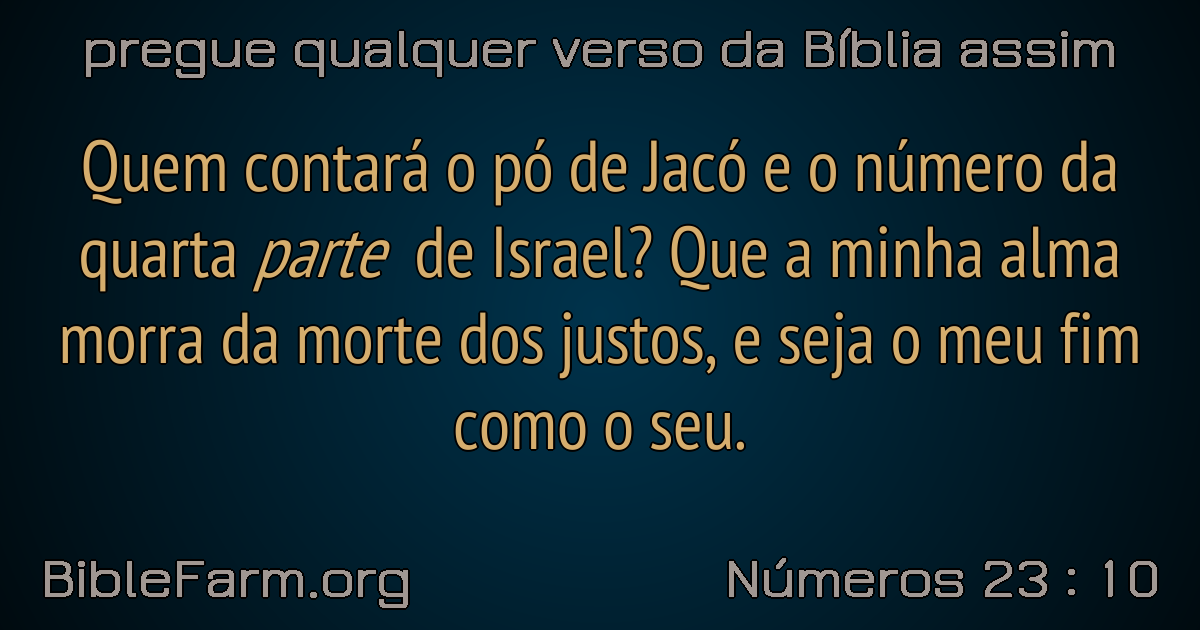 pregue qualquer verso da Bíblia assim
Quem contará o pó de Jacó e o número da
quarta parte de Israel? Que a minha alma
morra da morte dos justos, e seja o meu fim
como o seu.
BibleFarm.org
Números 23 : 10